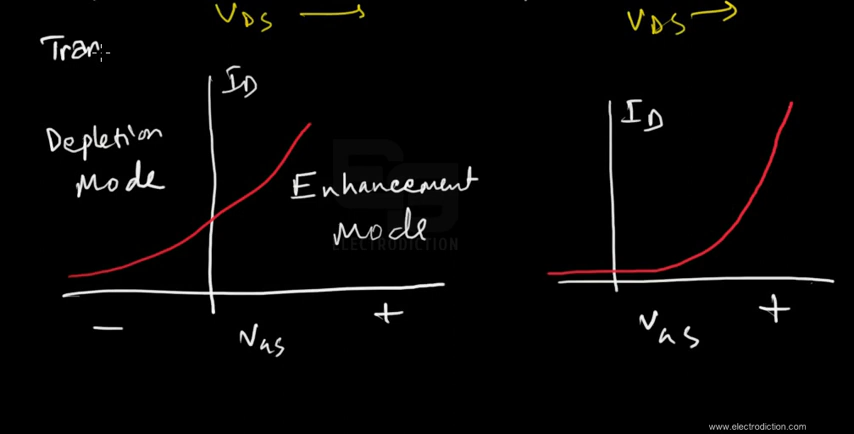 VDS → VDS →
Tran
ID
ID
Depletion
Mode
Enhancement
Mode
ELECTRODICTION
− VGS +
VGS +
www.electrodiction.com